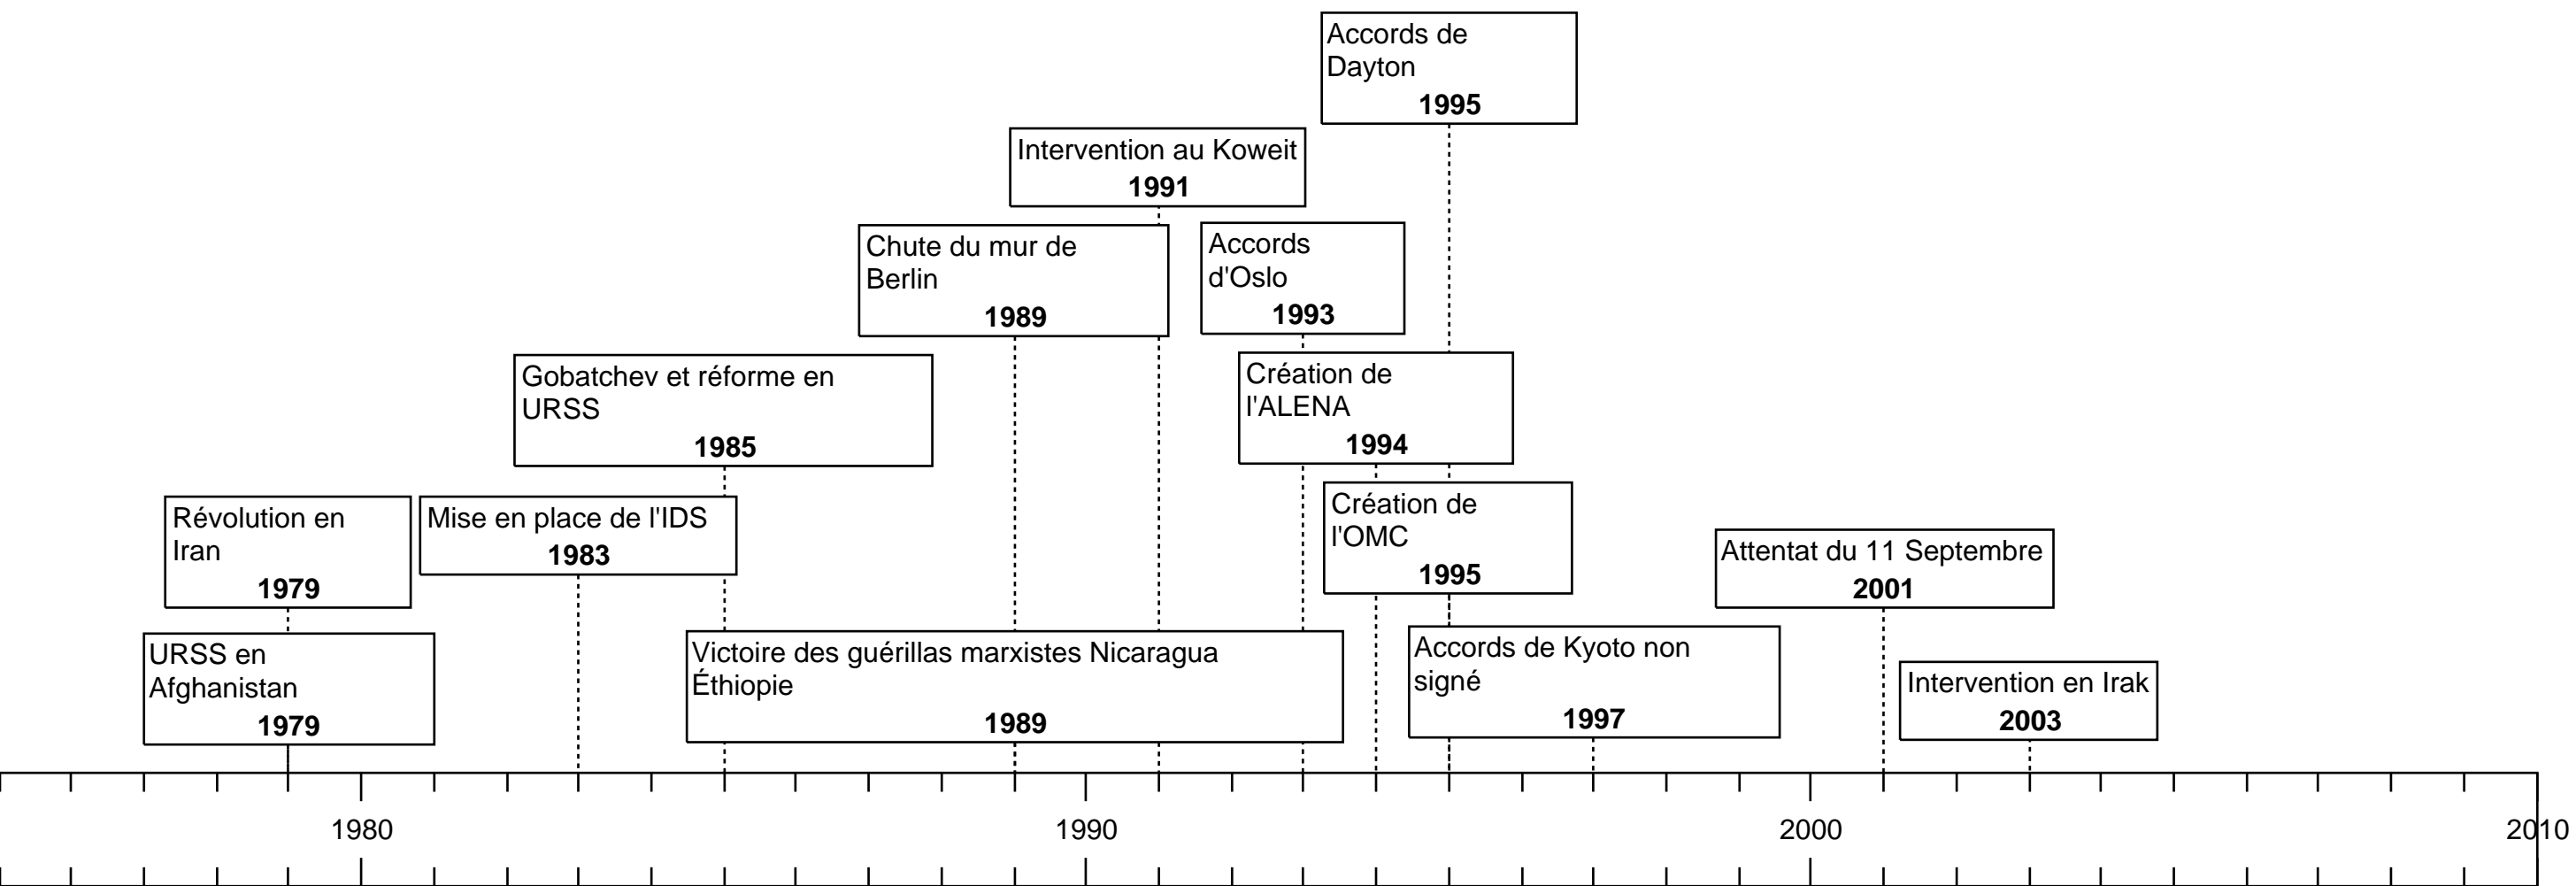 Accords de
Dayton
1995
Intervention au Koweit
1991
Chute du mur de
Berlin
1989
Accords
d'Oslo
1993
Gobatchev et réforme en
URSS
1985
Création de
l'ALENA
1994
Révolution en
Iran
1979
Mise en place de l'IDS
1983
Création de
l'OMC
1995
Attentat du 11 Septembre
2001
URSS en
Afghanistan
1979
Victoire des guérillas marxistes Nicaragua
Éthiopie
1989
Accords de Kyoto non
signé
1997
Intervention en Irak
2003
1980
1990
2000
2010